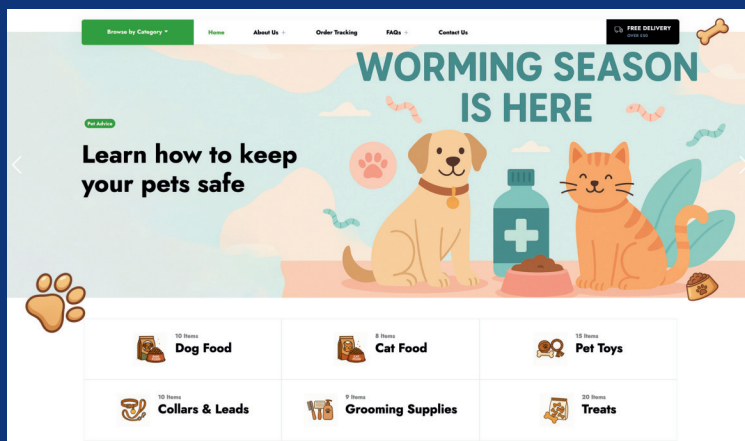 Browse by Category
Home
About Us +
Order Tracking
FAQs +
Contact Us
FREE DELIVERY
WORMING SEASON
IS HERE
Pet Advice
Learn how to keep
your pets safe
10 Items
Dog Food
8 Items
Cat Food
15 Items
Pet Toys
10 Items
Collars & Leads
9 Items
Grooming Supplies
20 Items
Treats